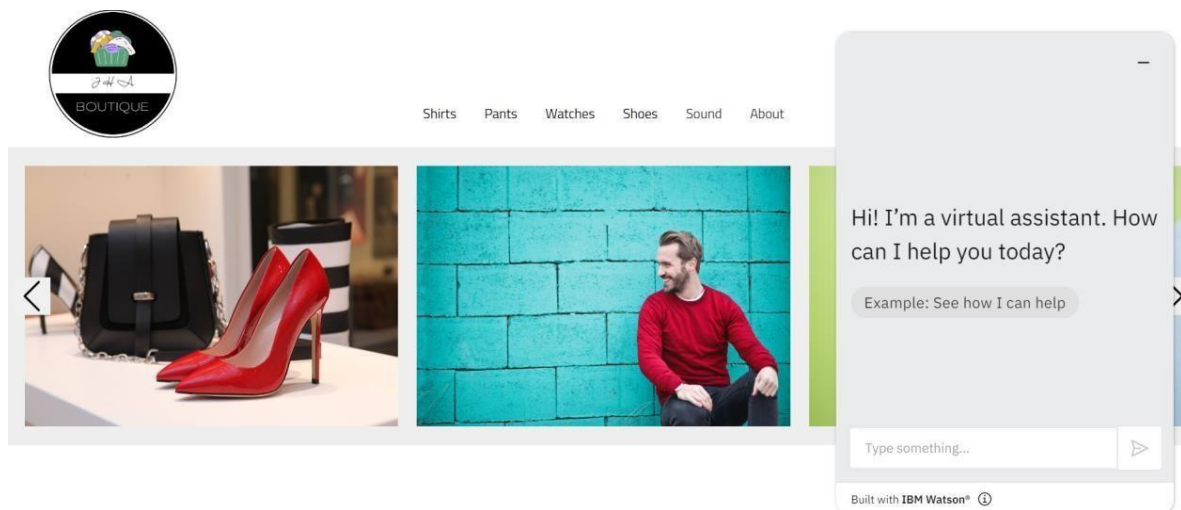 BOUTIQUE
Shirts Pants Watches Shoes Sound About
Hi! I’m a virtual assistant. How
can I help you today?
Example: See how I can help
Type something...
Built with IBM Watson®